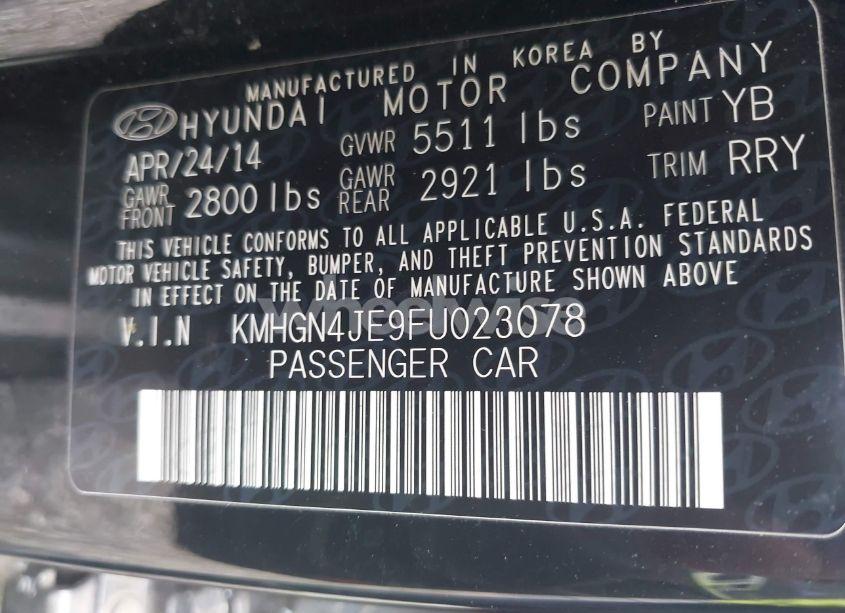 MANUFACTURED IN KOREA BY
HYUNDAI MOTOR COMPANY
APR/24/14 GVWR 5511 lbs PAINT YB
GAWR FRONT 2800 lbs GAWR REAR 2921 lbs TRIM RRY
THIS VEHICLE CONFORMS TO ALL APPLICABLE U.S.A. FEDERAL
MOTOR VEHICLE SAFETY, BUMPER, AND THEFT PREVENTION STANDARDS
IN EFFECT ON THE DATE OF MANUFACTURE SHOWN ABOVE
V.I.N KMHGN4JE9FU023078
PASSENGER CAR